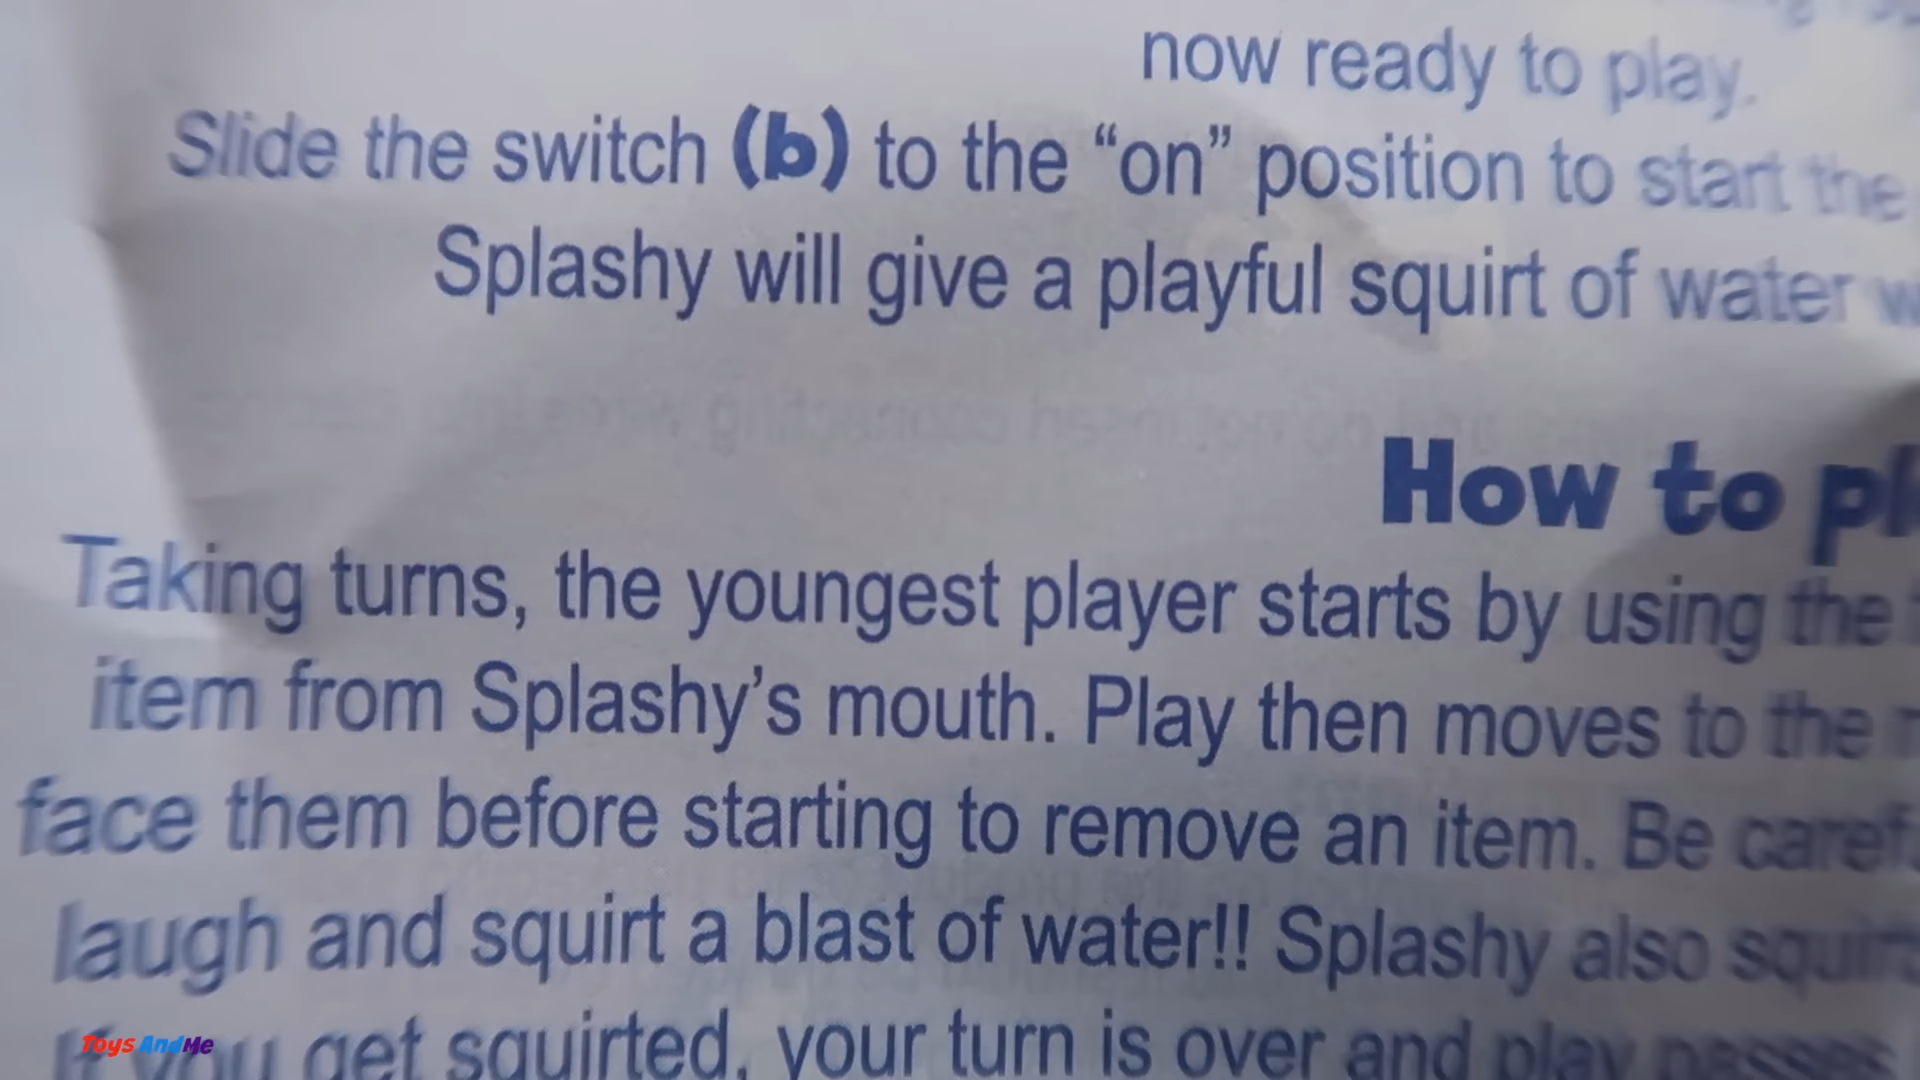 now ready to play.
Slide the switch (b) to the “on” position to start the
Splashy will give a playful squirt of water
How to
Taking turns, the youngest player starts by using the
item from Splashy’s mouth. Play then moves to the
face them before starting to remove an item. Be
laugh and squirt a blast of water!! Splashy also
you get squirted, your turn is over and play passes
ToysAndMe